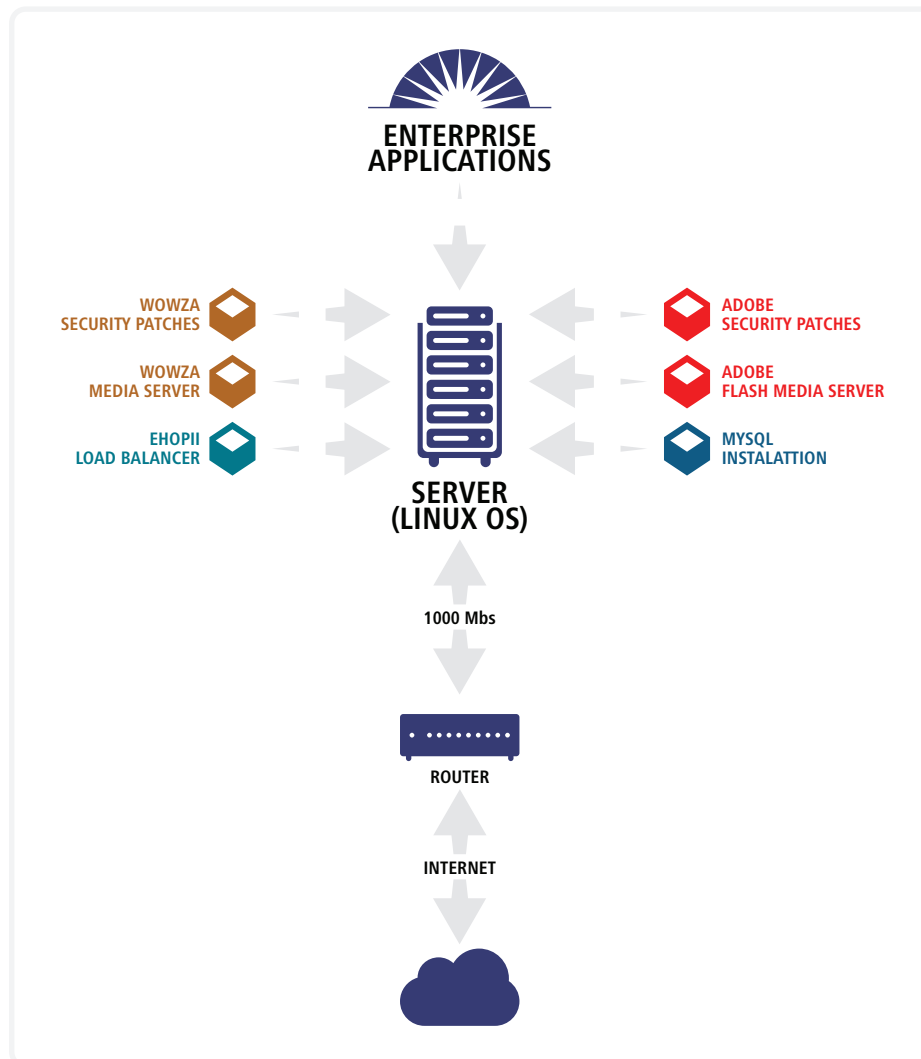 ENTERPRISE
APPLICATIONS
WOWZA
SECURITY PATCHES
WOWZA
MEDIA SERVER
EHOPII
LOAD BALANCER
ADOBE
SECURITY PATCHES
ADOBE
FLASH MEDIA SERVER
MYSQL
INSTALATTION
SERVER
(LINUX OS)
1000 Mbs
ROUTER
INTERNET